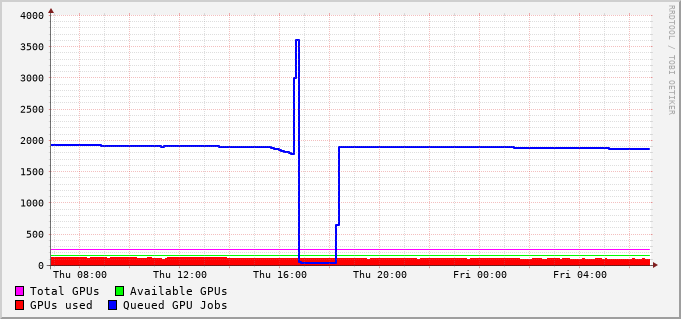 4000
3500
3000
2500
2000
1500
1000
500
0
Thu 08:00 Thu 12:00 Thu 16:00 Thu 20:00 Fri 00:00 Fri 04:00
Total GPUs Available GPUs
GPUs used Queued GPU Jobs
RRDTOOL / TOBI OETIKER